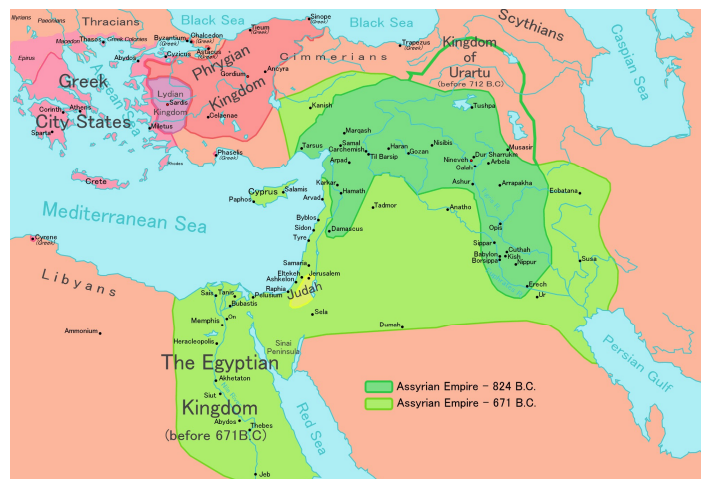 Illyrians
Paeonians
Thracians
Black Sea
Sinope
(Greek)
Black Sea
Scythians
Caspian Sea
Macedon
Thasos
Greek Colonies
Byzantium
(Greek)
Chalcedon
Astacus
(Greek)
Tieum
(Greek)
Trapezus
(Greek)
Kingdom
of
Urartu
(before 712 B.C.)
Epirus
Abydos
Cyzicus
Phrygian
Kingdom
Cimmerians
Greek
City States
Gordium
Ancyra
Lydian
Kingdom
Sardis
Celaenae
Corinth
Athens
Sparta
Miletus
Rhodes
Phaselis
(Greek)
Crete
Kanish
Tushpa
Marqash
Tarsus
Samal
Carchemish
Arpad
Til Barsip
Haran
Gozan
Nsibis
Musasir
Dur Sharrukin
Nineveh
Calah
Arbela
Ashur
Arrapakha
Ecbatana
Cyprus
Salamis
Paphos
Karkar
Arvad
Hamath
Tadmor
Anatho
Mediterranean Sea
Byblos
Sidon
Tyre
Damascus
Opis
Sippar
Cuthah
Babylon
Kish
Borsippa
Nippur
Susa
Cyrene
(Greek)
Libyans
Samaria
Eltekeh
Jerusalem
Ashkelon
Raphia
Judah
Erech
Ur
Sais
Tanis
Pelusium
Bubastis
Memphis
On
Sela
Dumah
Ammonium
Heracleopolis
Sinai
Peninsula
Persian Gulf
The Egyptian
Kingdom
(before 671B.C)
Akhetaton
Siut
Abydos
Thebes
Jeb
Red Sea
Assyrian Empire - 824 B.C.
Assyrian Empire - 671 B.C.